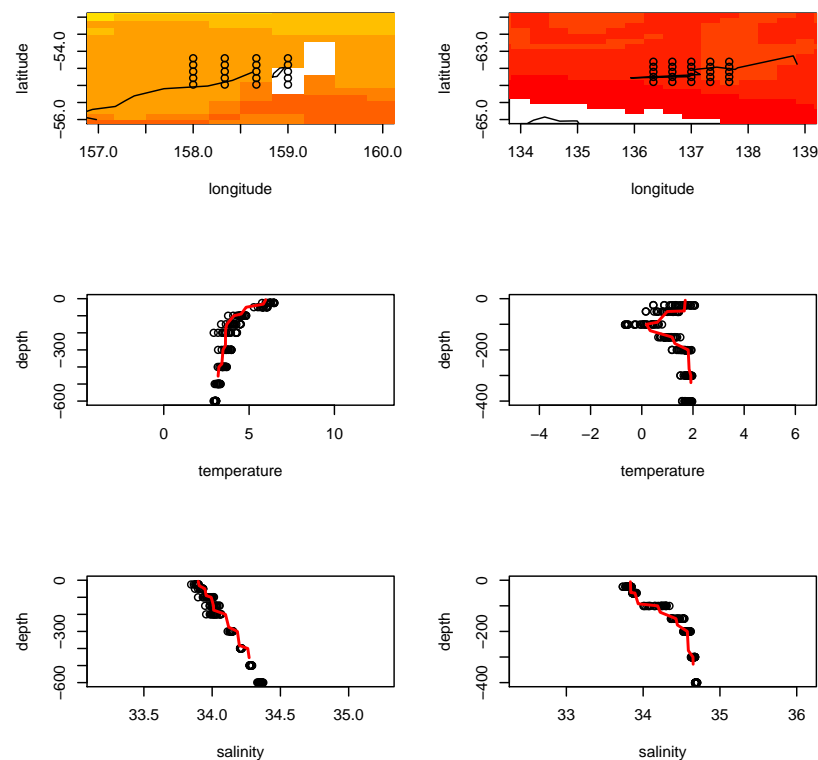 latitude
−54.0
−56.0
157.0 158.0 159.0 160.0
longitude
latitude
−63.0
−65.0
134 135 136 137 138 139
longitude
depth
0
−300
−600
0 5 10
temperature
depth
0
−200
−400
−4 −2 0 2 4 6
temperature
depth
0
−300
−600
33.5 34.0 34.5 35.0
salinity
depth
0
−200
−400
33 34 35 36
salinity